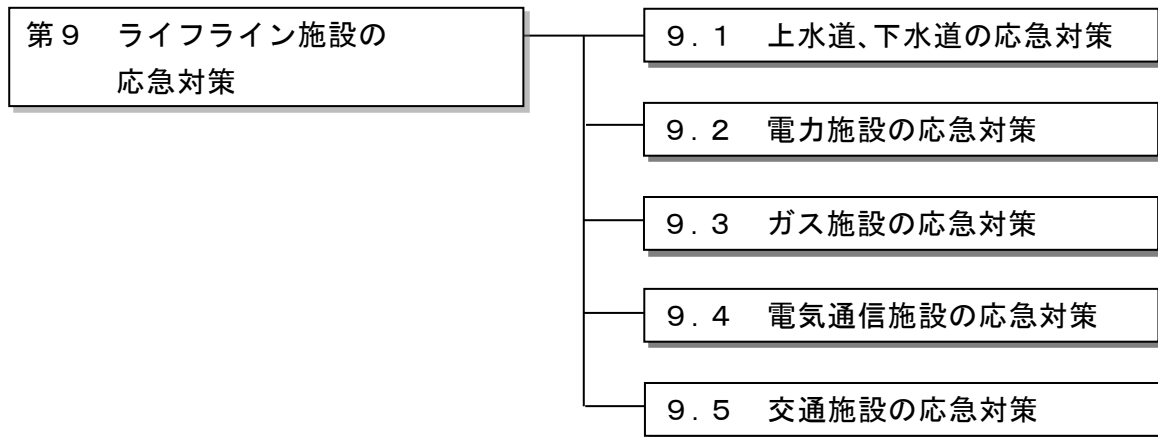 第９　ライフライン施設の
応急対策
９．１　上水道、下水道の応急対策
９．２　電力施設の応急対策
９．３　ガス施設の応急対策
９．４　電気通信施設の応急対策
９．５　交通施設の応急対策